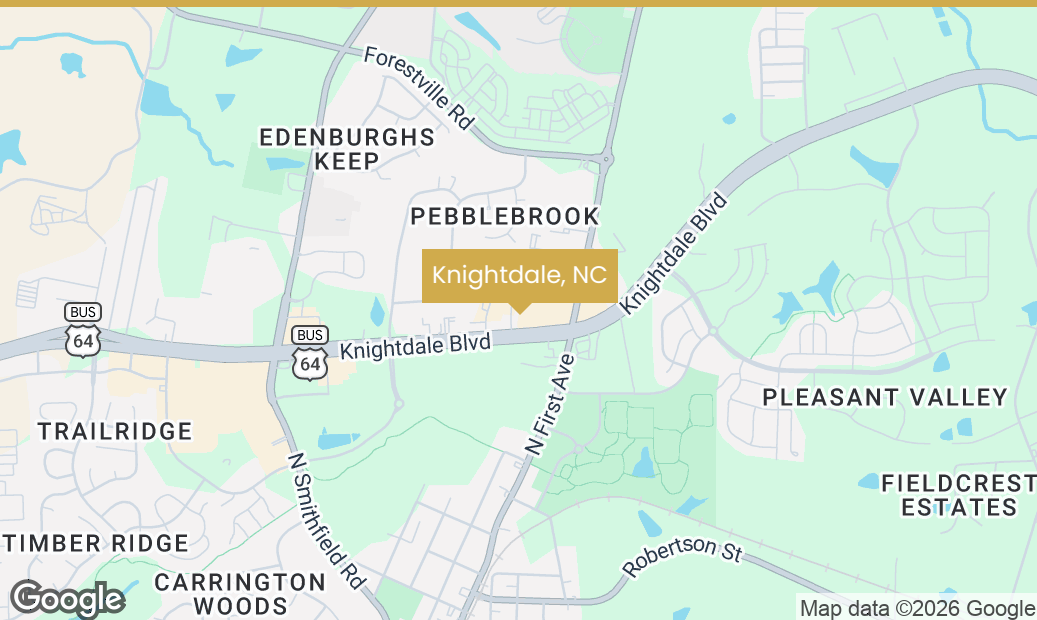 Forestville Rd
EDENBURGHS
KEEP
PEBBLEBROOK
Knightdale Blvd
Knightdale, NC
BUS
64
BUS
64
Knightdale Blvd
N First Ave
PLEASANT VALLEY
TRAILRIDGE
N Smithfield Rd
FIELDCREST
ESTATES
TIMBER RIDGE
Robertson St
CARRINGTON
WOODS
Google
Map data ©2026 Google